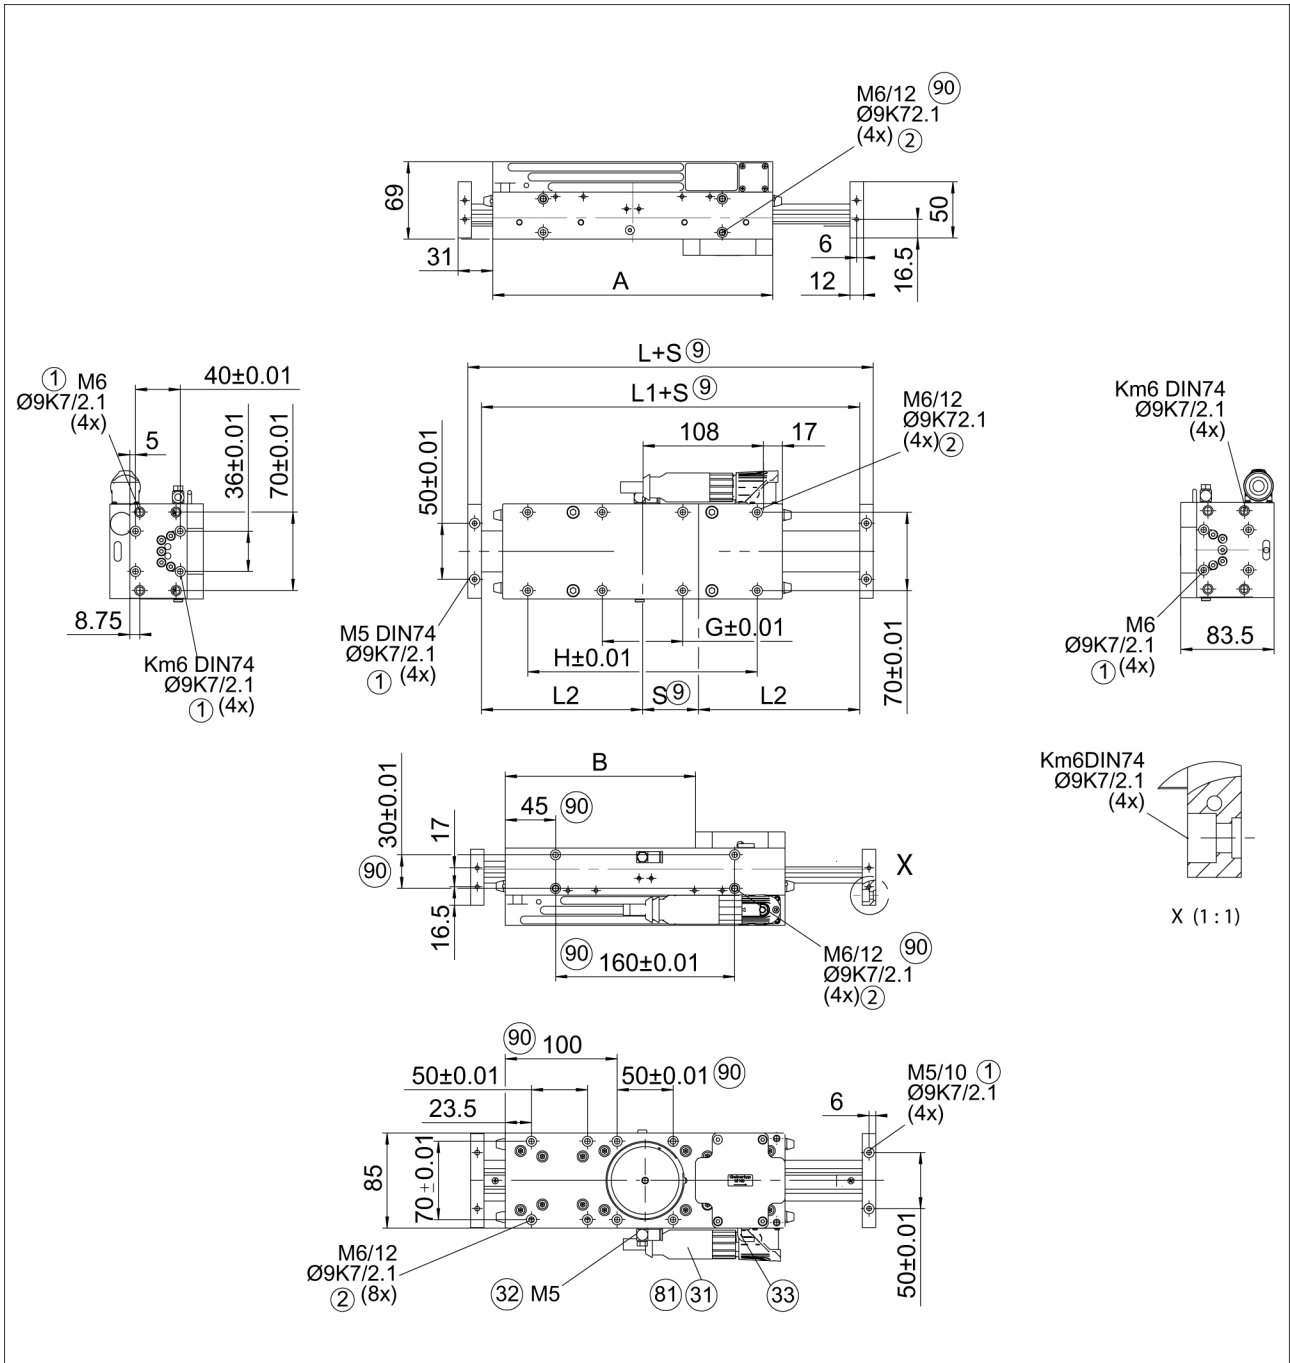 M6/12 90
Ø9K72.1
(4x) 2
69
31
A
50
6
12
16.5
L+S 9
L1+S 9
1 M6
Ø9K7/2.1
(4x)
40±0.01
5
36±0.01
70±0.01
8.75
Km6 DIN74
Ø9K7/2.1
1 (4x)
108
17
M6/12
Ø9K72.1
(4x) 2
50±0.01
M5 DIN74
Ø9K7/2.1
1 (4x)
G±0.01
H±0.01
L2
S 9
L2
70±0.01
Km6 DIN74
Ø9K7/2.1
(4x)
M6
Ø9K7/2.1
1 (4x)
83.5
B
45 90
30±0.01
17
90
16.5
X
90
160±0.01
M6/12 90
Ø9K7/2.1
(4x) 2
Km6DIN74
Ø9K7/2.1
(4x)
X (1 : 1)
90 100
50±0.01
50±0.01 90
23.5
85
70±0.01
6
M5/10 1
Ø9K7/2.1
(4x)
50±0.01
M6/12
Ø9K7/2.1
2 (8x)
32 M5
81 31
33